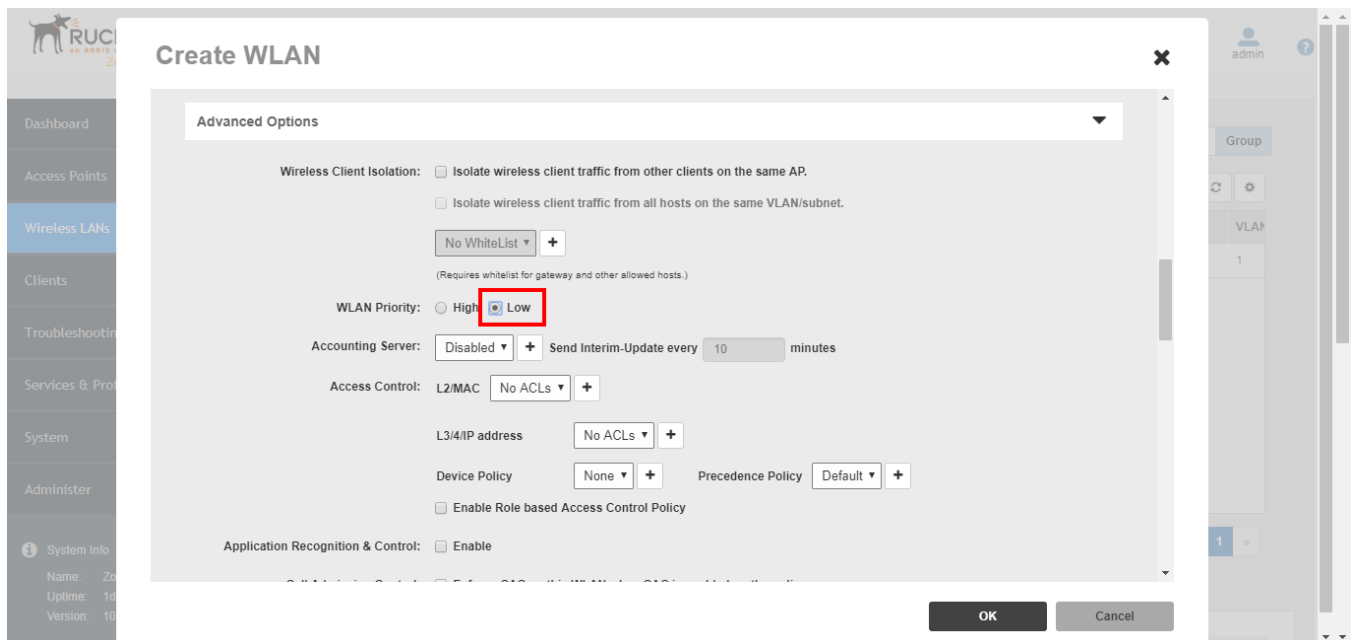 RUC
AN ARRIS
Create WLAN
admin
Dashboard
Access Points
Wireless LANs
Clients
System
Administer
System Info
Name:
Uptime: 1d
Version: 10
Advanced Options
Wireless Client Isolation: Isolate wireless client traffic from other clients on the same AP.
Isolate wireless client traffic from all hosts on the same VLAN/subnet.
No WhiteList +
(Requires whitelist for gateway and other allowed hosts.)
WLAN Priority: High Low
Accounting Server: Disabled + Send Interim-Update every 10 minutes
Access Control: L2/MAC No ACLs +
L3/4/IP address No ACLs +
Device Policy None + Precedence Policy Default +
Enable Role based Access Control Policy
Application Recognition & Control: Enable
OK Cancel
Group
VLAN
1
1 »